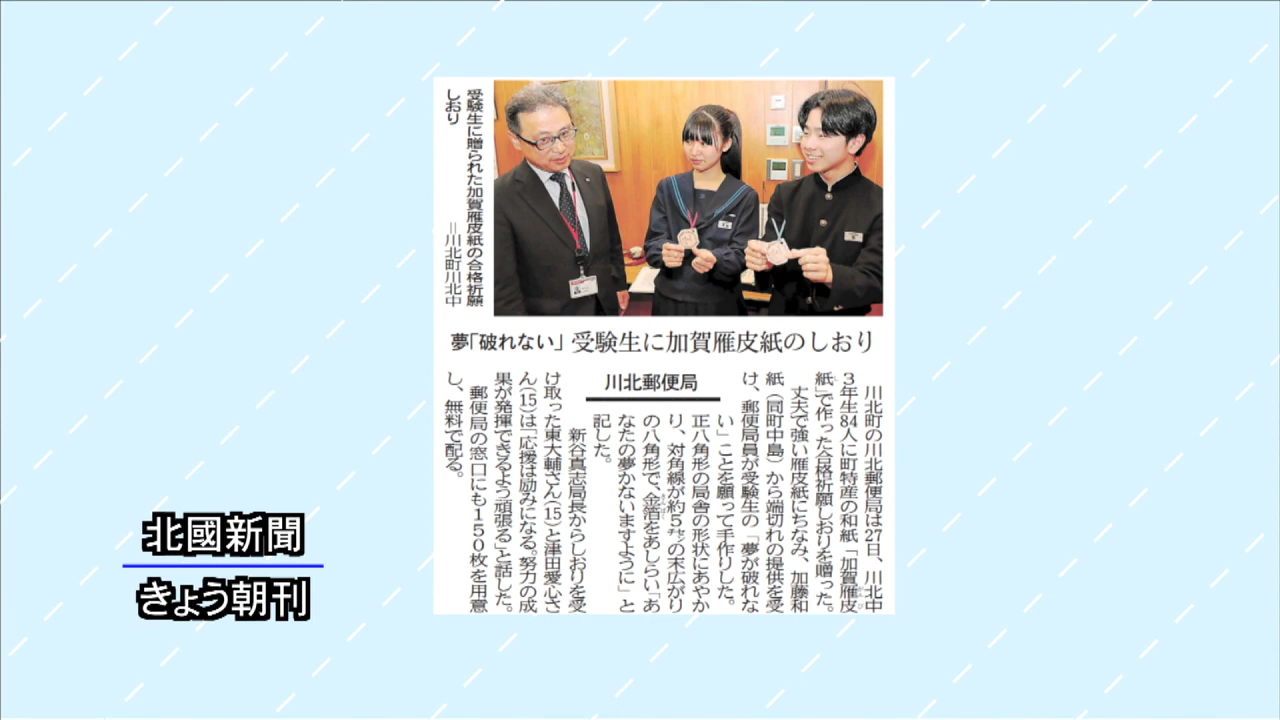 受験生に贈られた加賀雁皮紙の合格祈願
しおり
＝川北町川北中
夢「破れない」 受験生に加賀雁皮紙のしおり
川北郵便局
川北町の川北郵便局は27日、川北中
3年生84人に町特産の和紙「加賀雁皮
紙」で作った合格祈願しおりを贈った。
丈夫で強い雁皮紙にちなみ、加藤和
紙（同町中島）から端切れの提供を受
け、郵便局員が受験生の「夢が破れな
い」ことを願って手作りした。
正八角形の局舎の形状にあやか
り、対角線が約5㌢の末広がり
の八角形で、金箔をあしらい「あ
なたの夢かないますように」と
記した。
新谷真志局長からしおりを受
け取った東大輔さん(15)と津田愛心さ
ん(15)は「応援は励みになる。努力の成
果が発揮できるよう頑張る」と話した。
郵便局の窓口にも150枚を用意
し、無料で配る。
北國新聞
きょう朝刊